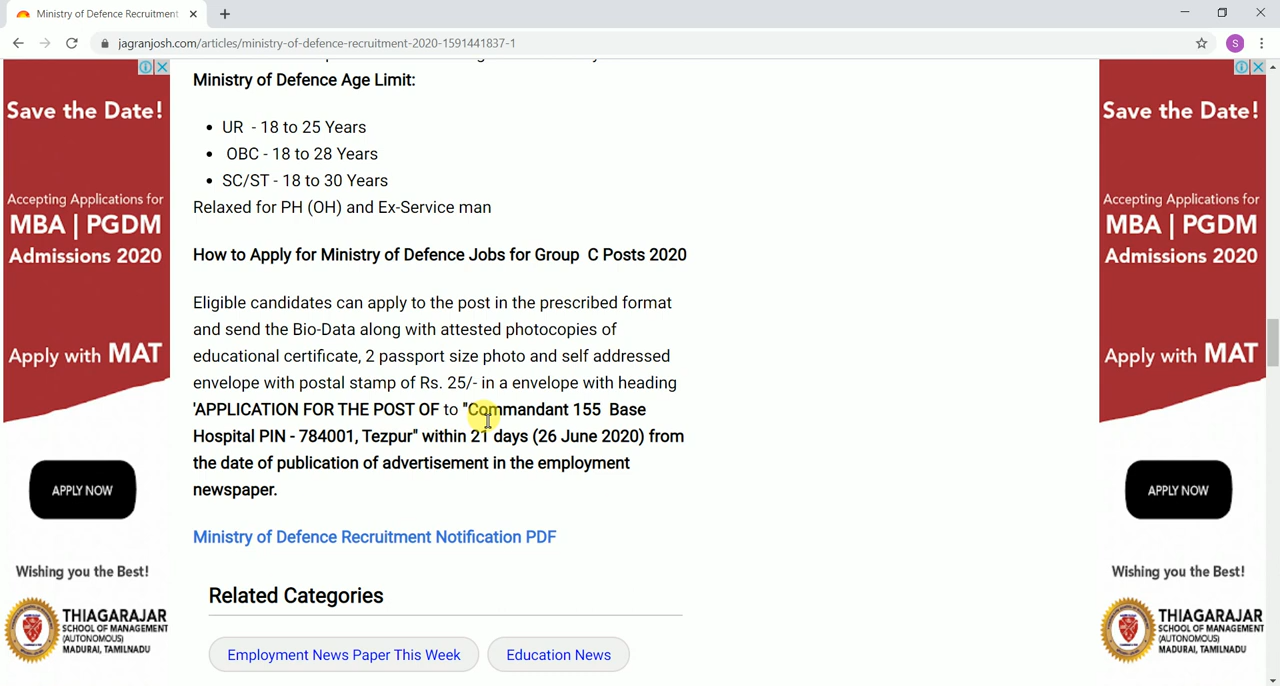 Ministry of Defence Recruitment
jagranjosh.com/articles/ministry-of-defence-recruitment-2020-1591441837-1
S
Ministry of Defence Age Limit:
• UR - 18 to 25 Years
• OBC - 18 to 28 Years
• SC/ST - 18 to 30 Years
Relaxed for PH (OH) and Ex-Service man
How to Apply for Ministry of Defence Jobs for Group C Posts 2020
Eligible candidates can apply to the post in the prescribed format
and send the Bio-Data along with attested photocopies of
educational certificate, 2 passport size photo and self addressed
envelope with postal stamp of Rs. 25/- in a envelope with heading
'APPLICATION FOR THE POST OF to "Commandant 155 Base
Hospital PIN - 784001, Tezpur" within 21 days (26 June 2020) from
the date of publication of advertisement in the employment
newspaper.
Ministry of Defence Recruitment Notification PDF
Related Categories
Employment News Paper This Week
Education News
Save the Date!
Accepting Applications for
MBA | PGDM
Admissions 2020
Apply with MAT
APPLY NOW
Wishing you the Best!
THIAGARAJAR
SCHOOL OF MANAGEMENT
(AUTONOMOUS)
MADURAI, TAMILNADU
Save the Date!
Accepting Applications for
MBA | PGDM
Admissions 2020
Apply with MAT
APPLY NOW
Wishing you the Best!
THIAGARAJAR
SCHOOL OF MANAGEMENT
(AUTONOMOUS)
MADURAI, TAMILNADU